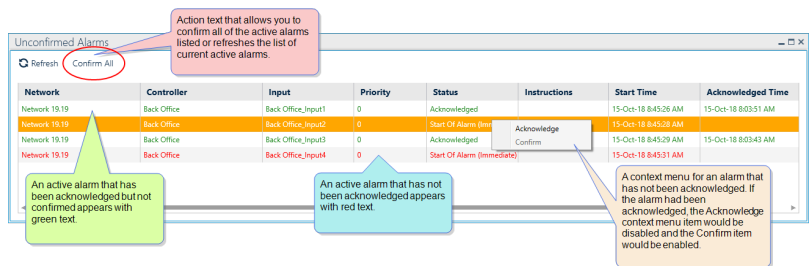 Action text that allows you to
confirm all of the active alarms
listed or refreshes the list of
current active alarms.
Unconfirmed Alarms
Refresh Confirm All
Network Controller Input Priority Status Instructions Start Time Acknowledged Time
Network 19.19 Back Office Back Office_Input1 0 Acknowledged 15-Oct-18 8:45:26 AM 15-Oct-18 8:03:51 AM
Network 19.19 Back Office Back Office_Input2 0 Start Of Alarm (Imm 15-Oct-18 8:45:28 AM
Network 19.19 Back Office Back Office_Input3 0 Acknowledged 15-Oct-18 8:45:29 AM 15-Oct-18 8:03:43 AM
Network 19.19 Back Office Back Office_Input4 0 Start Of Alarm (Immediate) 15-Oct-18 8:45:31 AM
Acknowledge
Confirm
An active alarm that has
been acknowledged but not
confirmed appears with
green text.
An active alarm that has not
been acknowledged appears
with red text.
A context menu for an alarm that
has not been acknowledged. If
the alarm had been
acknowledged, the Acknowledge
context menu item would be
disabled and the Confirm item
would be enabled.